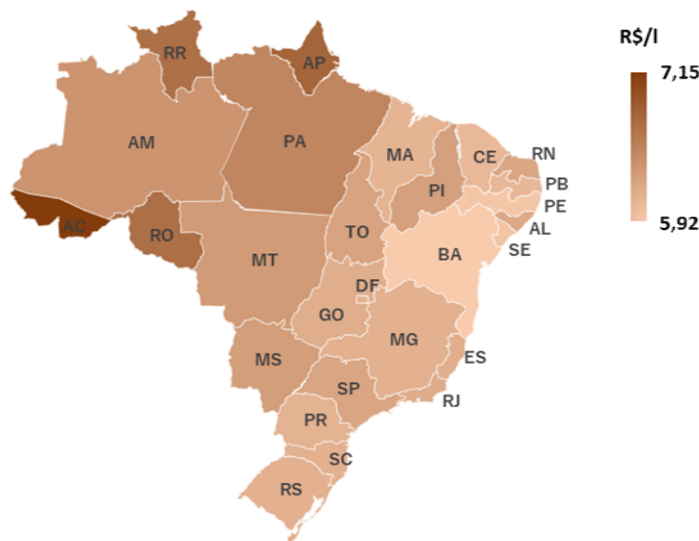 R$/l
7,15
5,92
RR
AP
AM
PA
MA
CE
RN
PB
PE
AL
SE
PI
AC
RO
TO
MT
BA
DF
GO
MG
ES
MS
SP
RJ
PR
SC
RS